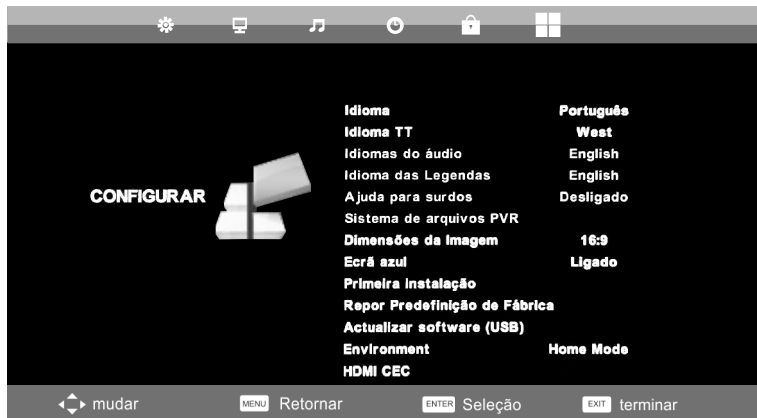 Idioma Português
Idioma TT West
Idiomas do áudio English
CONFIGURAR
Idioma das Legendas English
Ajuda para surdos Desligado
Sistema de arquivos PVR
Dimensões da Imagem 16:9
Ecrã azul Ligado
Primeira Instalação
Repor Predefinição de Fábrica
Actualizar software (USB)
Environment Home Mode
HDMI CEC
mudar MENU Retornar ENTER Seleção EXIT terminar